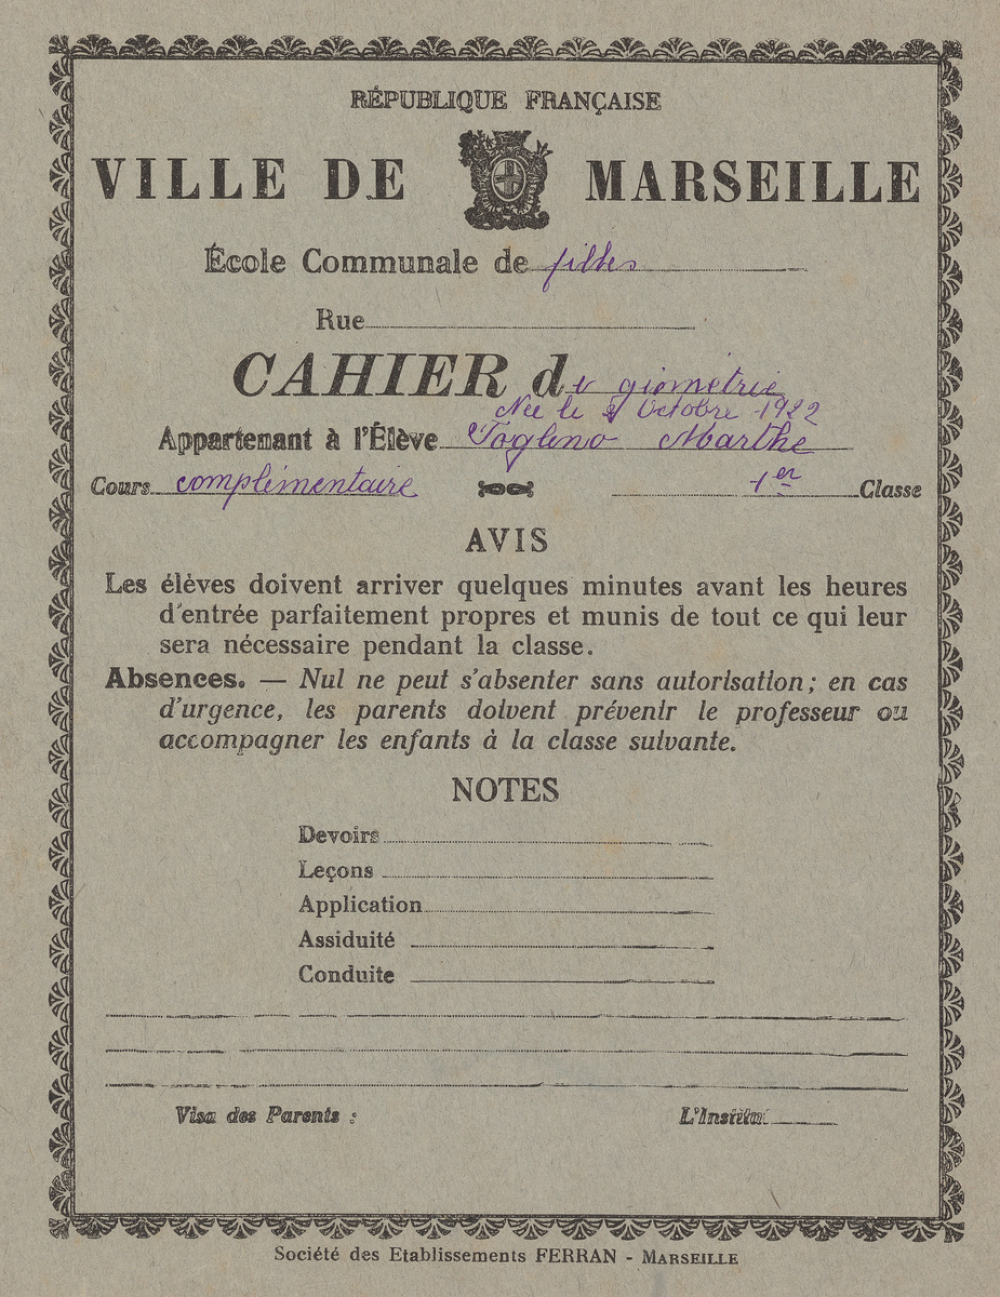 RÉPUBLIQUE FRANÇAISE
VILLE DE MARSEILLE
École Communale de filles
Rue
CAHIER de géometrie
Née le Octobre 1922
Appartenant à l'Élève Toglino Marthe
Cours complémentaire 1er Classe
AVIS
Les élèves doivent arriver quelques minutes avant les heures
d'entrée parfaitement propres et munis de tout ce qui leur
sera nécessaire pendant la classe.
Absences. — Nul ne peut s'absenter sans autorisation; en cas
d'urgence, les parents doivent prévenir le professeur ou
accompagner les enfants à la classe suivante.
NOTES
Devoirs
Leçons
Application
Assiduité
Conduite
Visa des Parents :
L'Institut
Société des Etablissements FERRAN - MARSEILLE